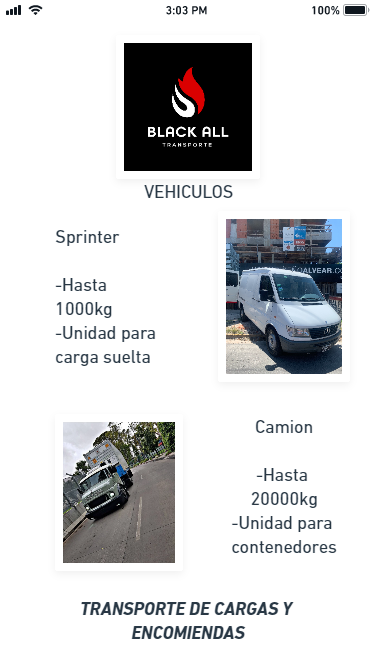 3:03 PM
100%
BLACK ALL
TRANSPORTE
VEHICULOS
Sprinter
-Hasta
1000kg
-Unidad para
carga suelta
ALVEAR.CO
Camion
-Hasta
20000kg
-Unidad para
contenedores
TRANSPORTE DE CARGAS Y
ENCOMIENDAS